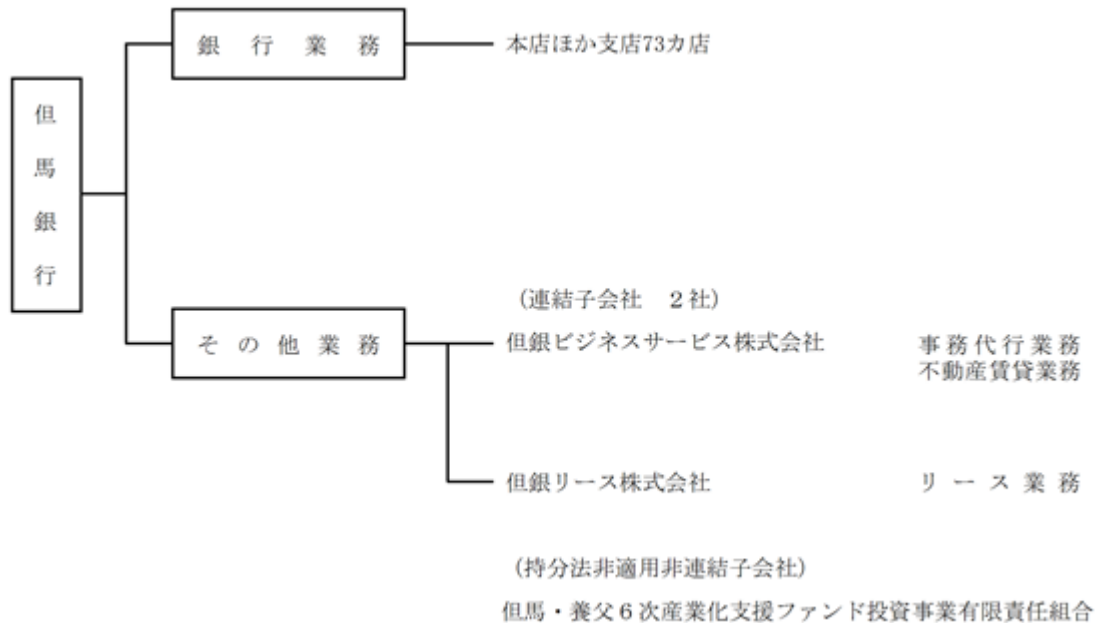 但馬銀行
銀行業務
本店ほか支店73カ店
その他業務
（連結子会社　２社）
但銀ビジネスサービス株式会社
事務代行業務
不動産賃貸業務
但銀リース株式会社
リース業務
（持分法非適用非連結子会社）
但馬・養父６次産業化支援ファンド投資事業有限責任組合